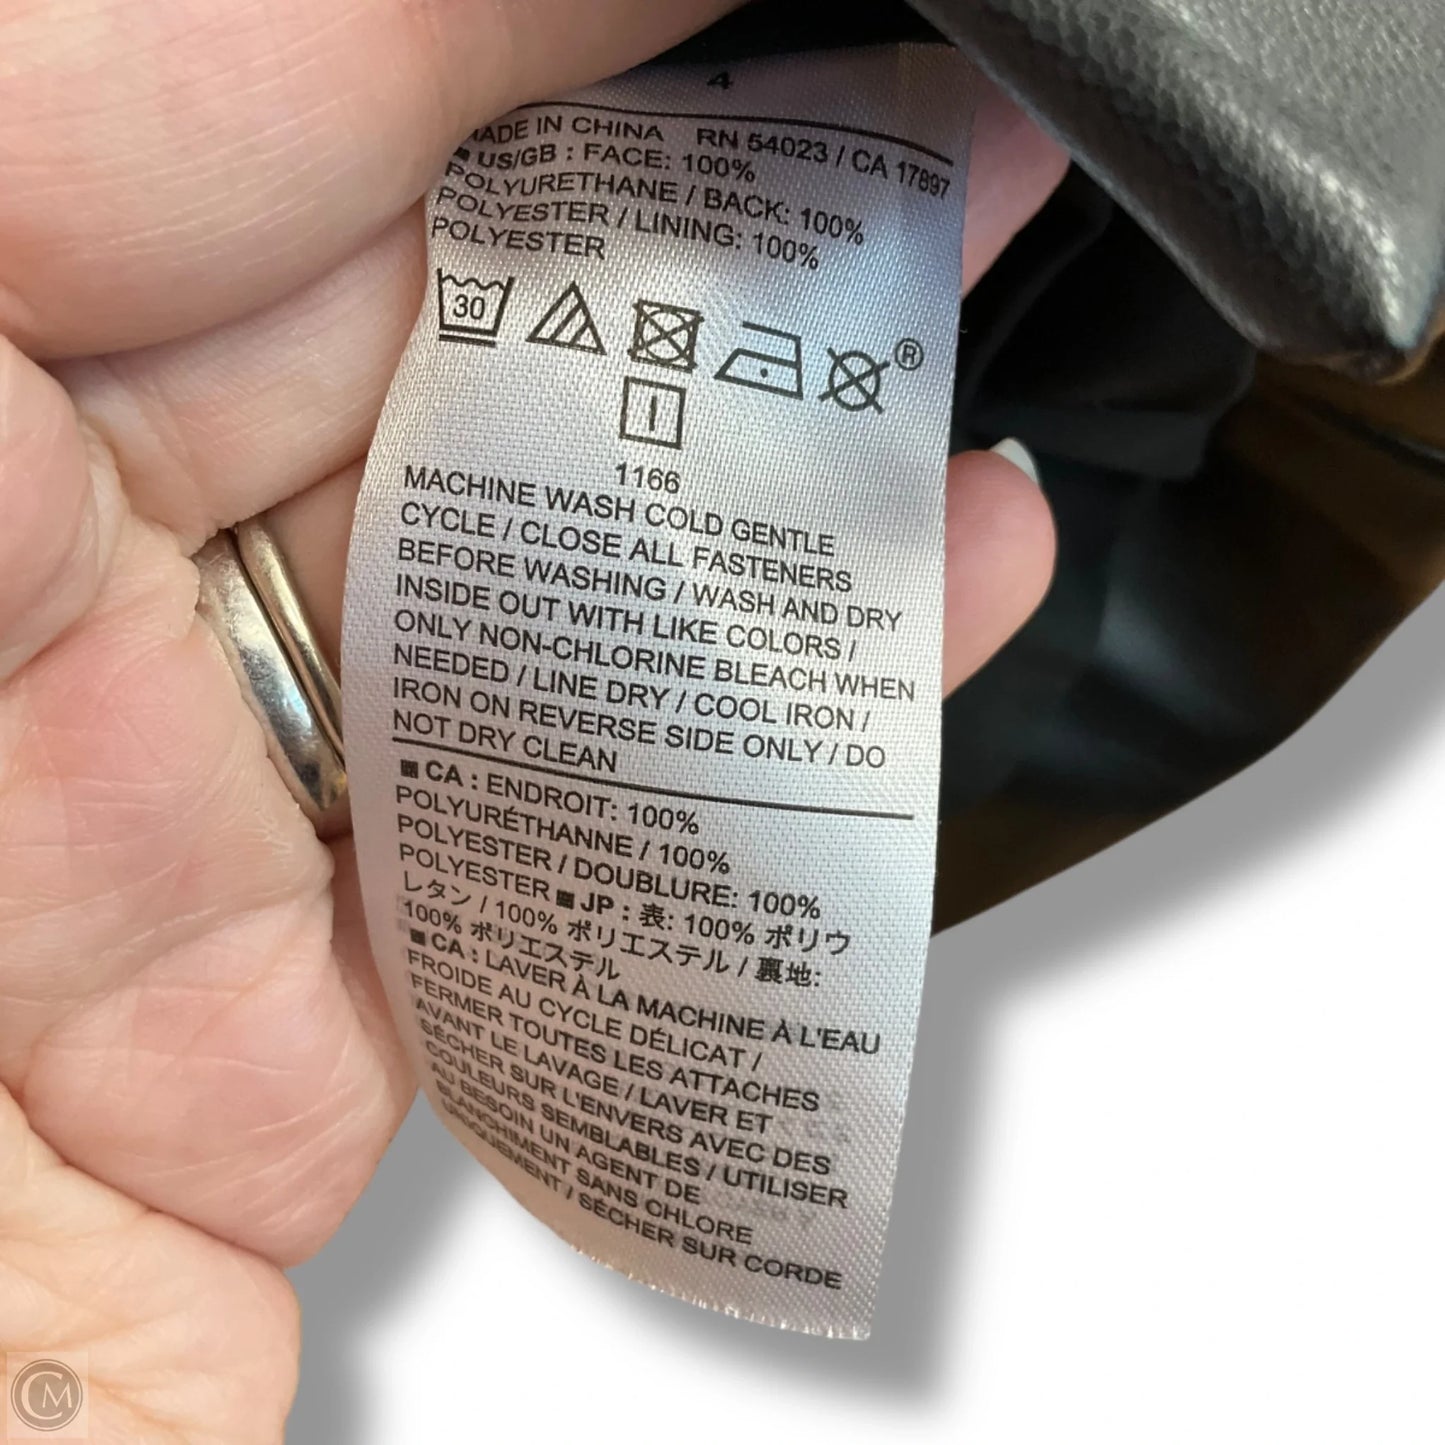 4
MADE IN CHINA RN 54023 / CA 17897
US/GB : FACE: 100%
POLYURETHANE / BACK: 100%
POLYESTER / LINING: 100%
POLYESTER
30
®
1166
MACHINE WASH COLD GENTLE
CYCLE / CLOSE ALL FASTENERS
BEFORE WASHING / WASH AND DRY
INSIDE OUT WITH LIKE COLORS /
ONLY NON-CHLORINE BLEACH WHEN
NEEDED / LINE DRY / COOL IRON /
IRON ON REVERSE SIDE ONLY / DO
NOT DRY CLEAN
CA : ENDROIT: 100%
POLYURÉTHANNE / 100%
POLYESTER / DOUBLURE: 100%
POLYESTER ■ JP : 表: 100% ポリウ
レタン / 100% ポリエステル / 裏地:
100% ポリエステル
■ CA : LAVER À LA MACHINE À L'EAU
FROIDE AU CYCLE DÉLICAT /
FERMER TOUTES LES ATTACHES
AVANT LE LAVAGE / LAVER ET
SÉCHER SUR L'ENVERS AVEC DES
COULEURS SEMBLABLES / UTILISER
AU BESOIN UN AGENT DE
BLANCHIMENT SANS CHLORE
UNIQUEMENT / SÉCHER SUR CORDE
CM